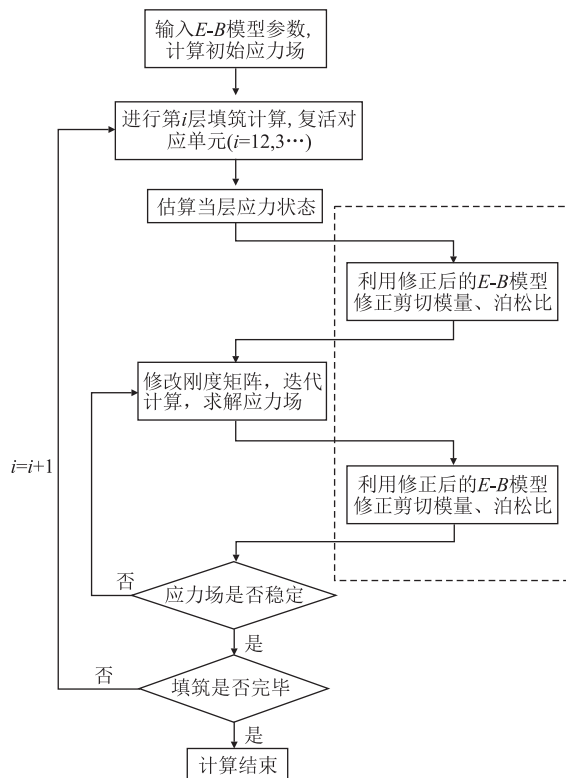 输入E-B模型参数,
计算初始应力场
进行第i层填筑计算,复活对
应单元(i=12,3…)
估算当层应力状态
利用修正后的E-B模型
修正剪切模量、泊松比
修改刚度矩阵，迭代
计算，求解应力场
i=i+1
利用修正后的E-B模型
修正剪切模量、泊松比
否
应力场是否稳定
是
否
填筑是否完毕
是
计算结束